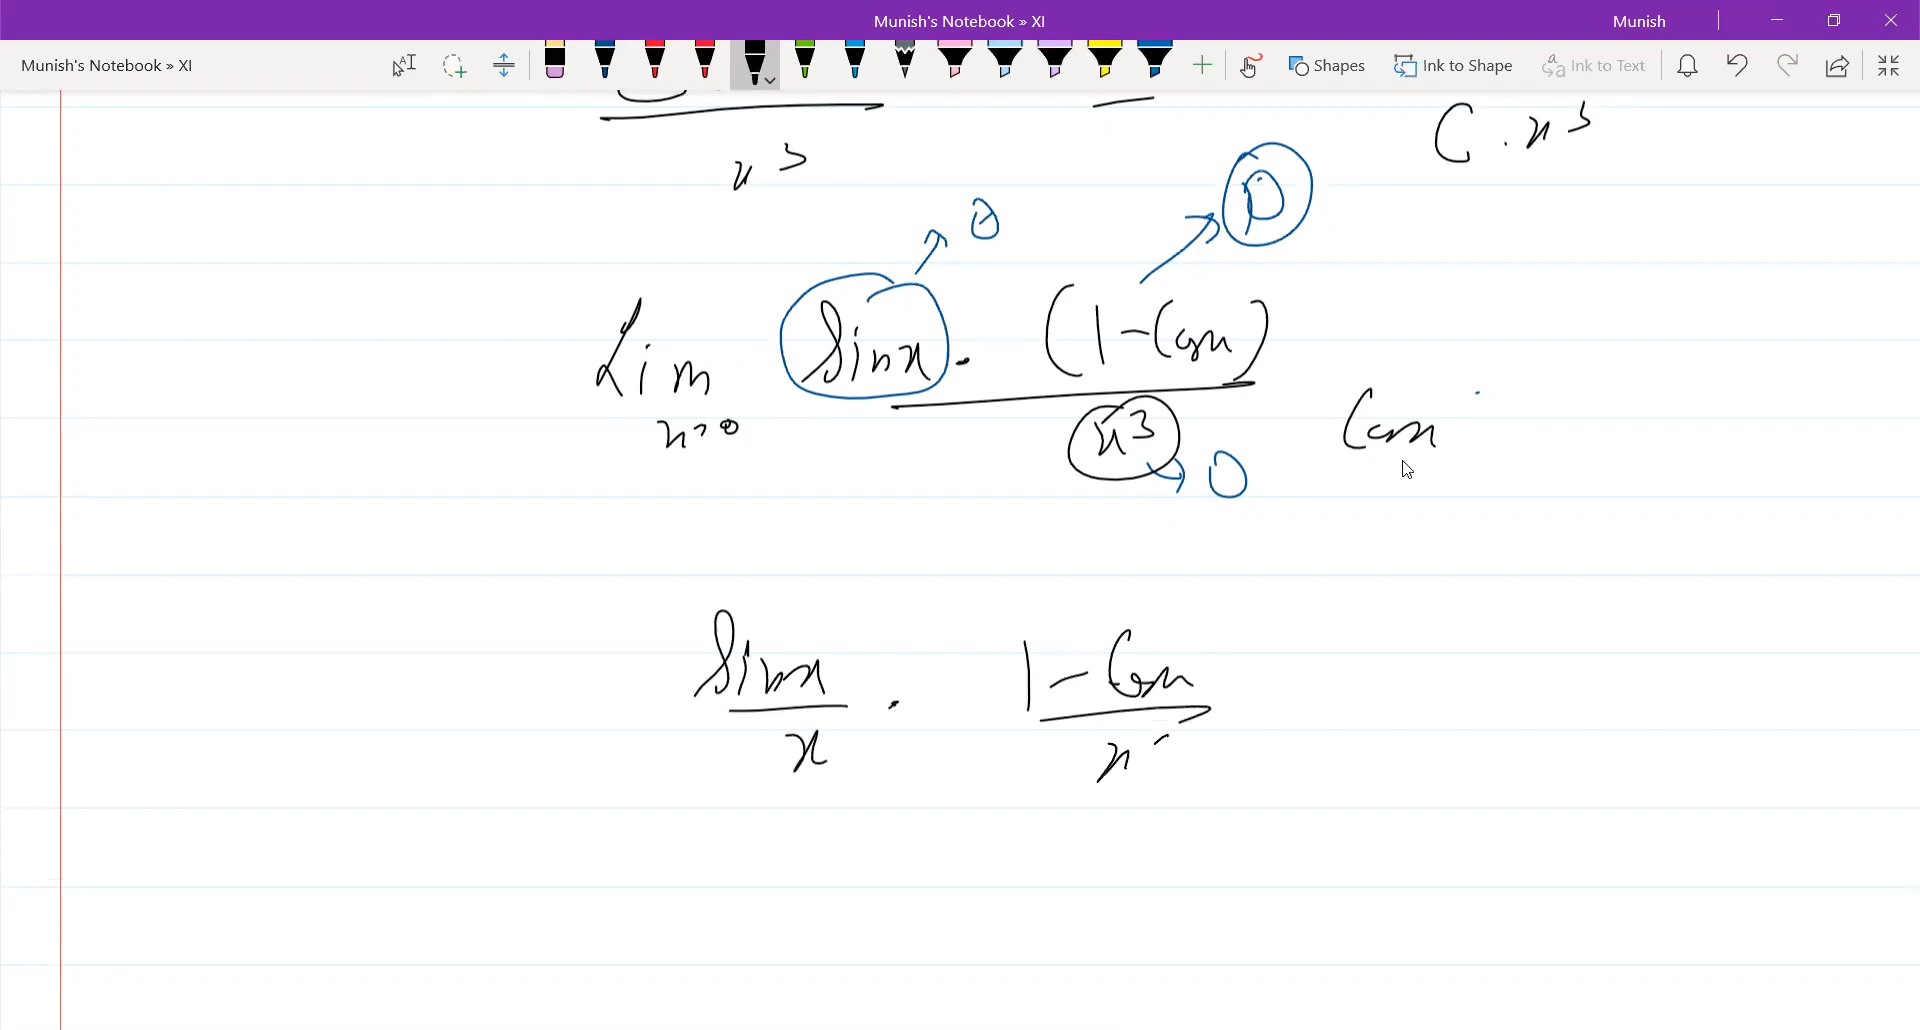 Munish's Notebook » XI
Munish
Munish's Notebook » XI
Shapes
Ink to Shape
Ink to Text
x³
C . x³
0
0
Lim sinx . (1 - Cosx)
x→0
x³
0
Cosx
Sinx . 1 - Cosx
x
x²